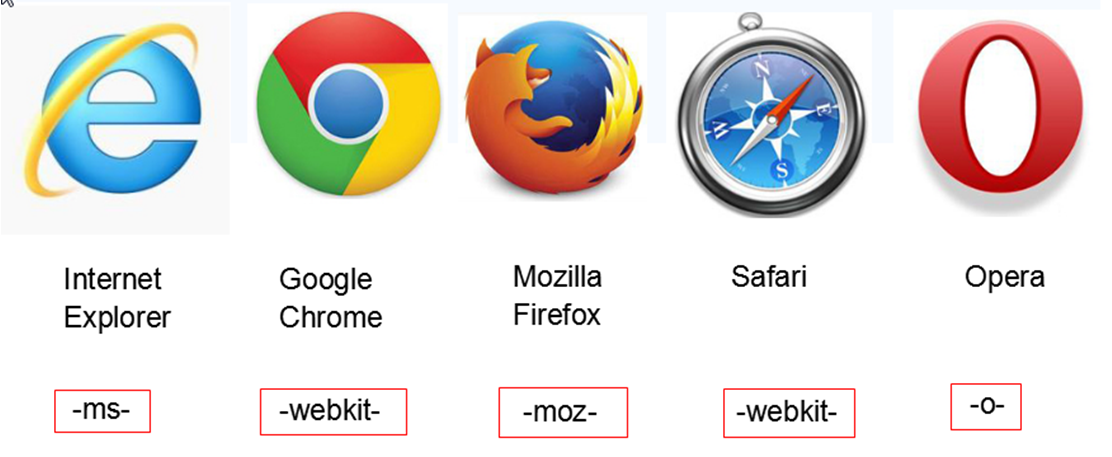 N
E
S
W
Internet
Explorer
Google
Chrome
Mozilla
Firefox
Safari
Opera
-ms-
-webkit-
-moz-
-webkit-
-o-